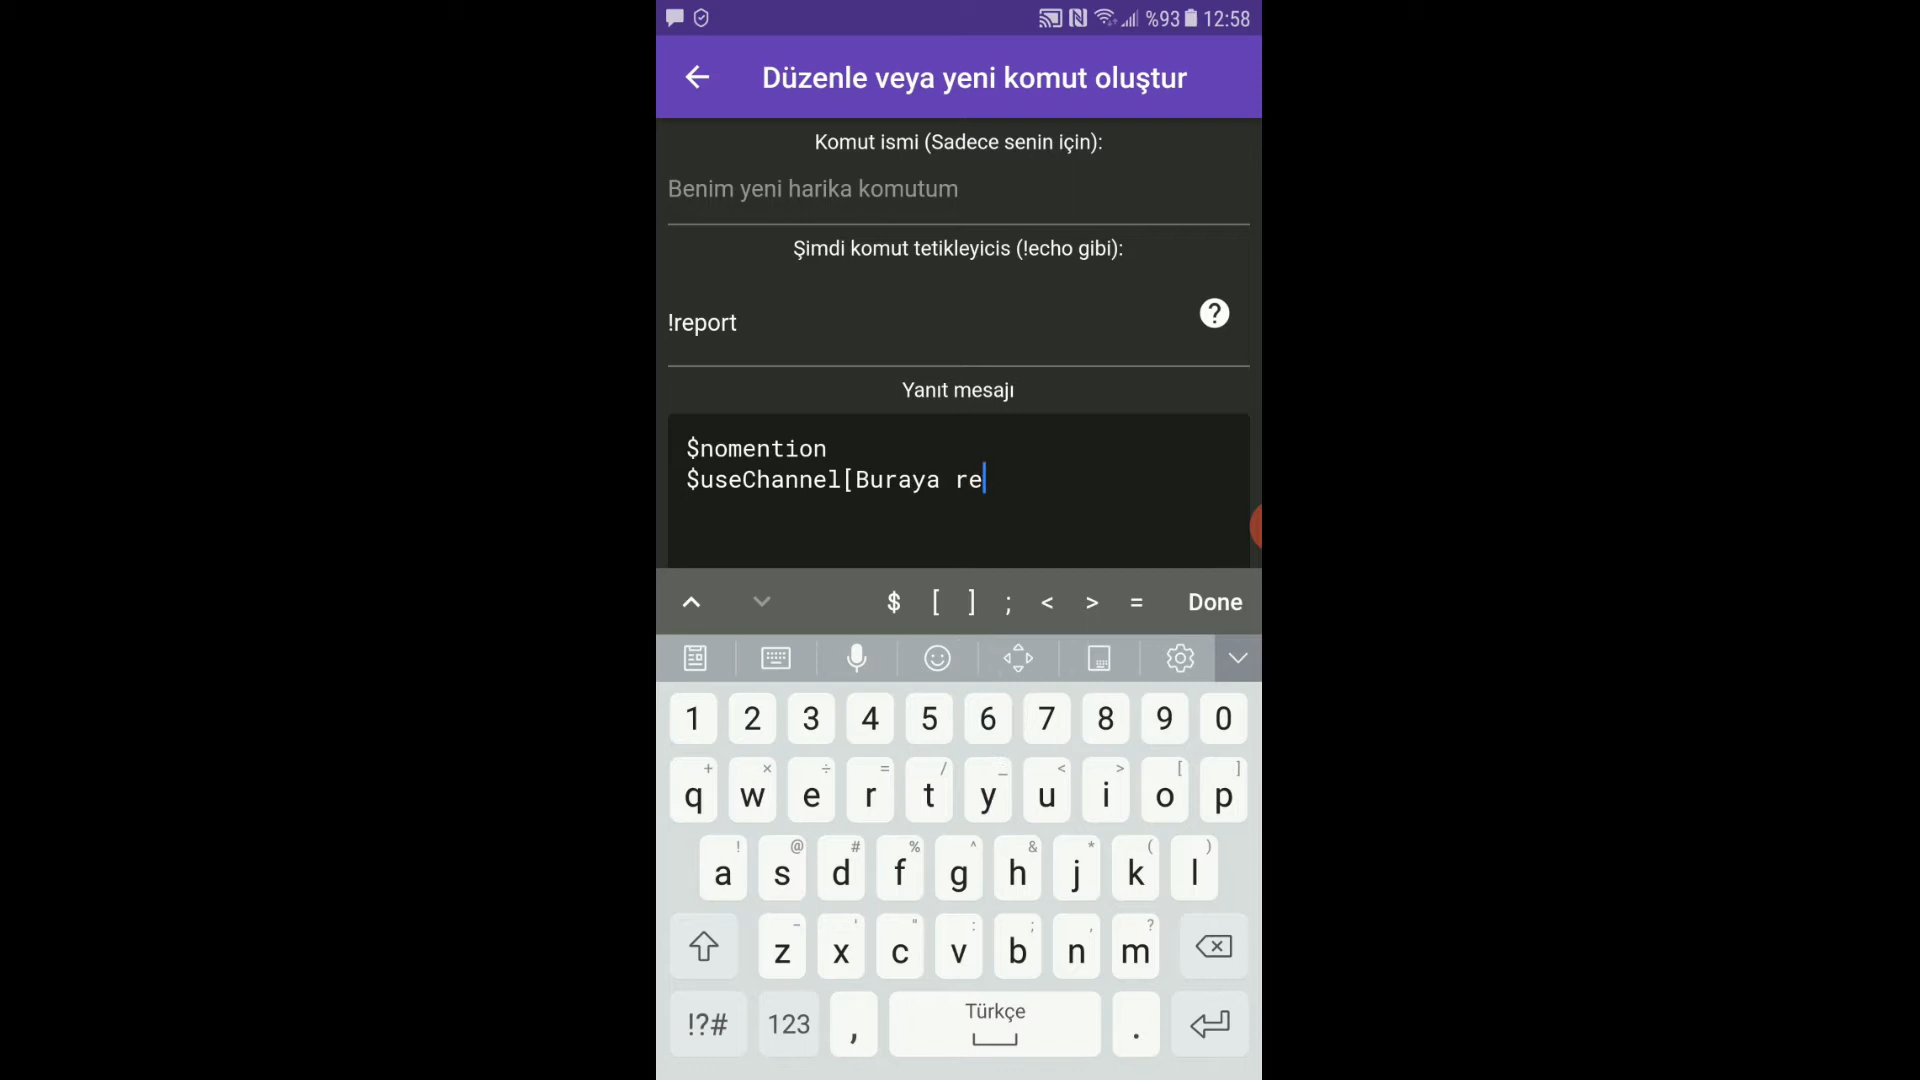 %93 12:58
Düzenle veya yeni komut oluştur
Komut ismi (Sadece senin için):
Benim yeni harika komutum
Şimdi komut tetikleyicis (!echo gibi):
!report
?
Yanıt mesajı
$nomention
$useChannel[Buraya re
$ [ ] ; < > = Done
1 2 3 4 5 6 7 8 9 0
+ × ÷ = / _ < > [ ]
q w e r t y u i o p
! @ # % ^ & * ( )
a s d f g h j k l
- ' " : ; , ?
z x c v b n m
!?# 123 , Türkçe .